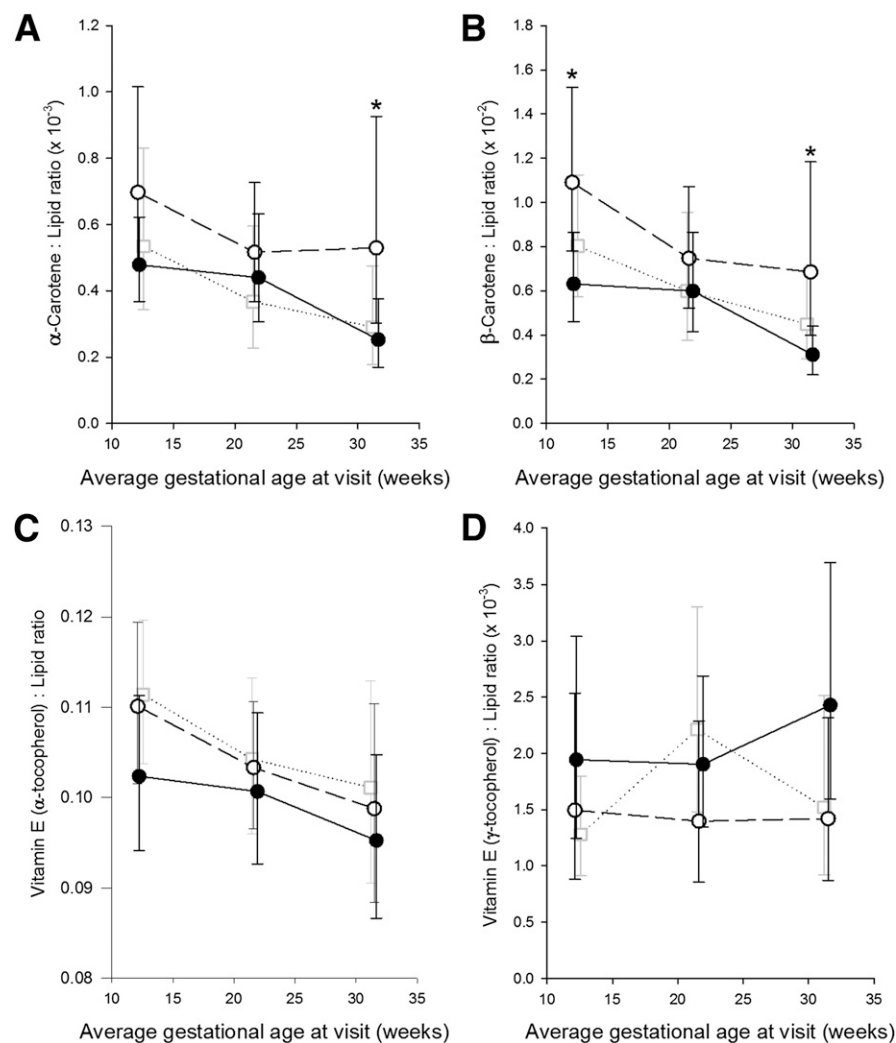 A
1.2
1.0
0.8
0.6
0.4
0.2
0.0
α-Carotene : Lipid ratio (x 10⁻³)
*
10 15 20 25 30 35
Average gestational age at visit (weeks)
B
1.8
1.6
1.4
1.2
1.0
0.8
0.6
0.4
0.2
0.0
β-Carotene : Lipid ratio (x 10⁻²)
*
*
10 15 20 25 30 35
Average gestational age at visit (weeks)
C
0.13
0.12
0.11
0.10
0.09
0.08
Vitamin E (α-tocopherol) : Lipid ratio
10 15 20 25 30 35
Average gestational age at visit (weeks)
D
4.0
3.5
3.0
2.5
2.0
1.5
1.0
0.5
0.0
Vitamin E (γ-tocopherol) : Lipid ratio (x 10⁻³)
10 15 20 25 30 35
Average gestational age at visit (weeks)